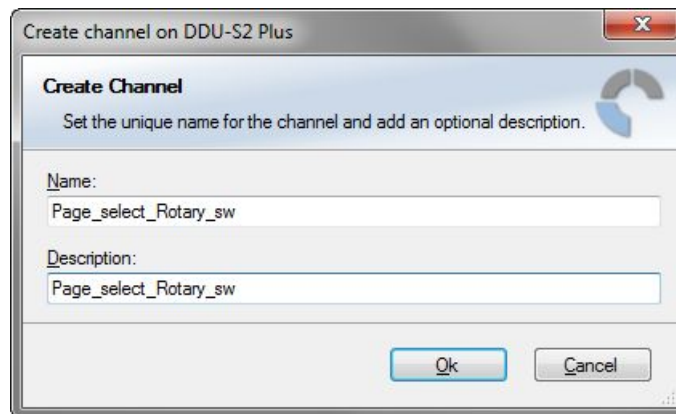 Create channel on DDU-S2 Plus
Create Channel
Set the unique name for the channel and add an optional description.
Name:
Page_select_Rotary_sw
Description:
Page_select_Rotary_sw
Ok Cancel